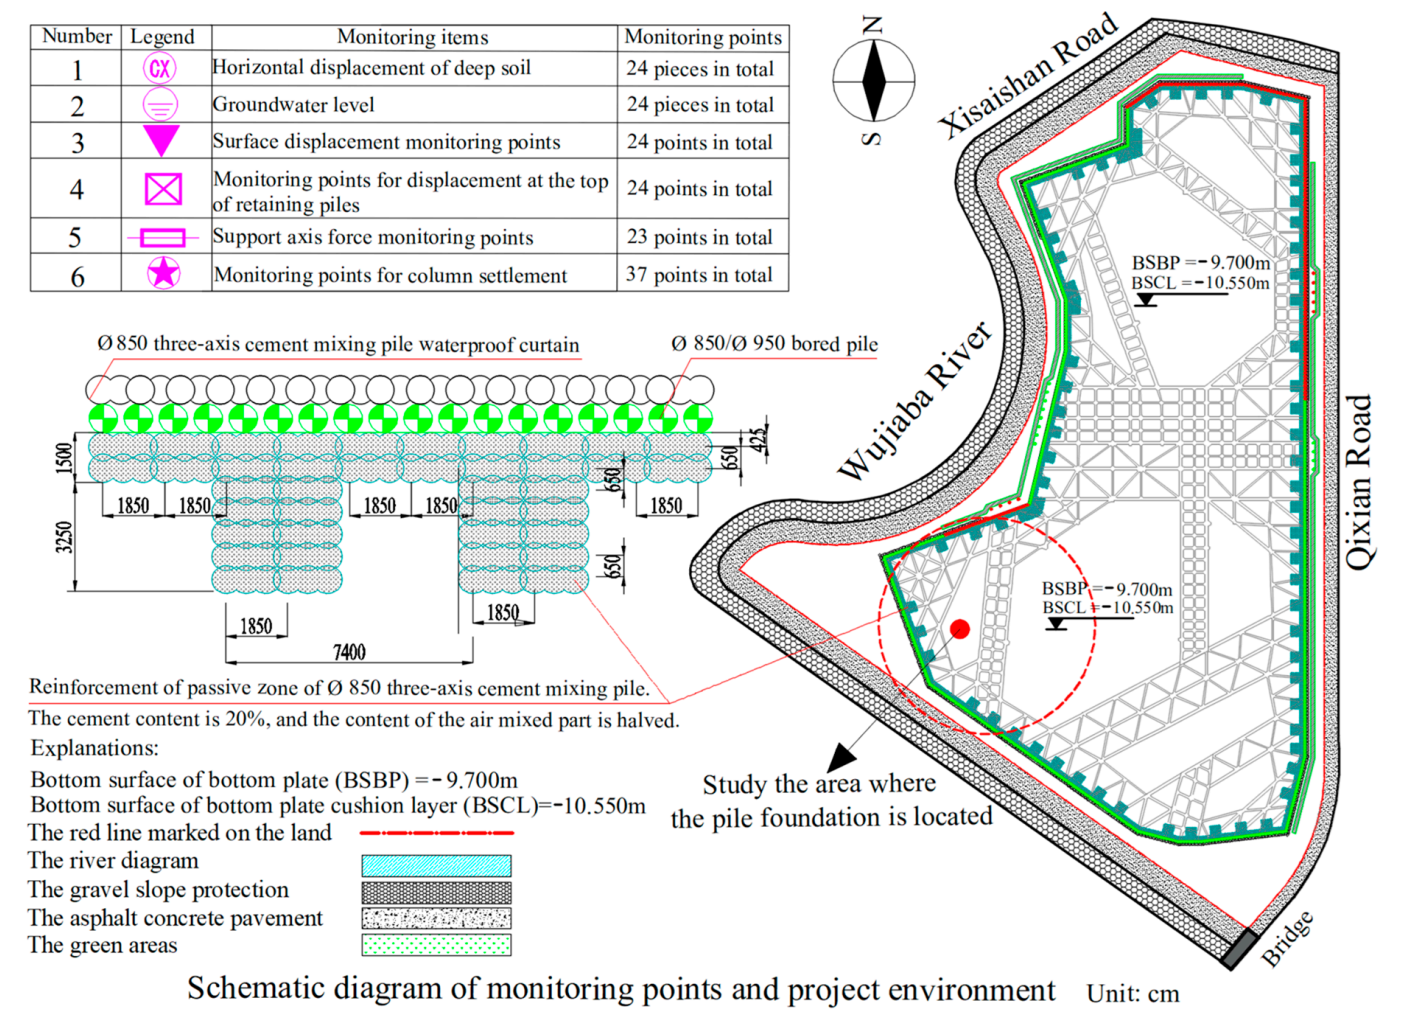 Number Legend Monitoring items Monitoring points
1 CX Horizontal displacement of deep soil 24 pieces in total
2 Groundwater level 24 pieces in total
3 Surface displacement monitoring points 24 points in total
4 Monitoring points for displacement at the top
of retaining piles 24 points in total
5 Support axis force monitoring points 23 points in total
6 Monitoring points for column settlement 37 points in total
N
S
Xisaishan Road
Wujiaba River
Qixian Road
Bridge
BSBP =-9.700m
BSCL =-10.550m
BSBP =-9.700m
BSCL =-10.550m
Study the area where
the pile foundation is located
Ø 850 three-axis cement mixing pile waterproof curtain
Ø 850/Ø 950 bored pile
1500
3250
425
650
650
650
1850
1850
1850
1850
1850
1850
1850
7400
Reinforcement of passive zone of Ø 850 three-axis cement mixing pile.
The cement content is 20%, and the content of the air mixed part is halved.
Explanations:
Bottom surface of bottom plate (BSBP) =-9.700m
Bottom surface of bottom plate cushion layer (BSCL)=-10.550m
The red line marked on the land
The river diagram
The gravel slope protection
The asphalt concrete pavement
The green areas
Schematic diagram of monitoring points and project environment Unit: cm